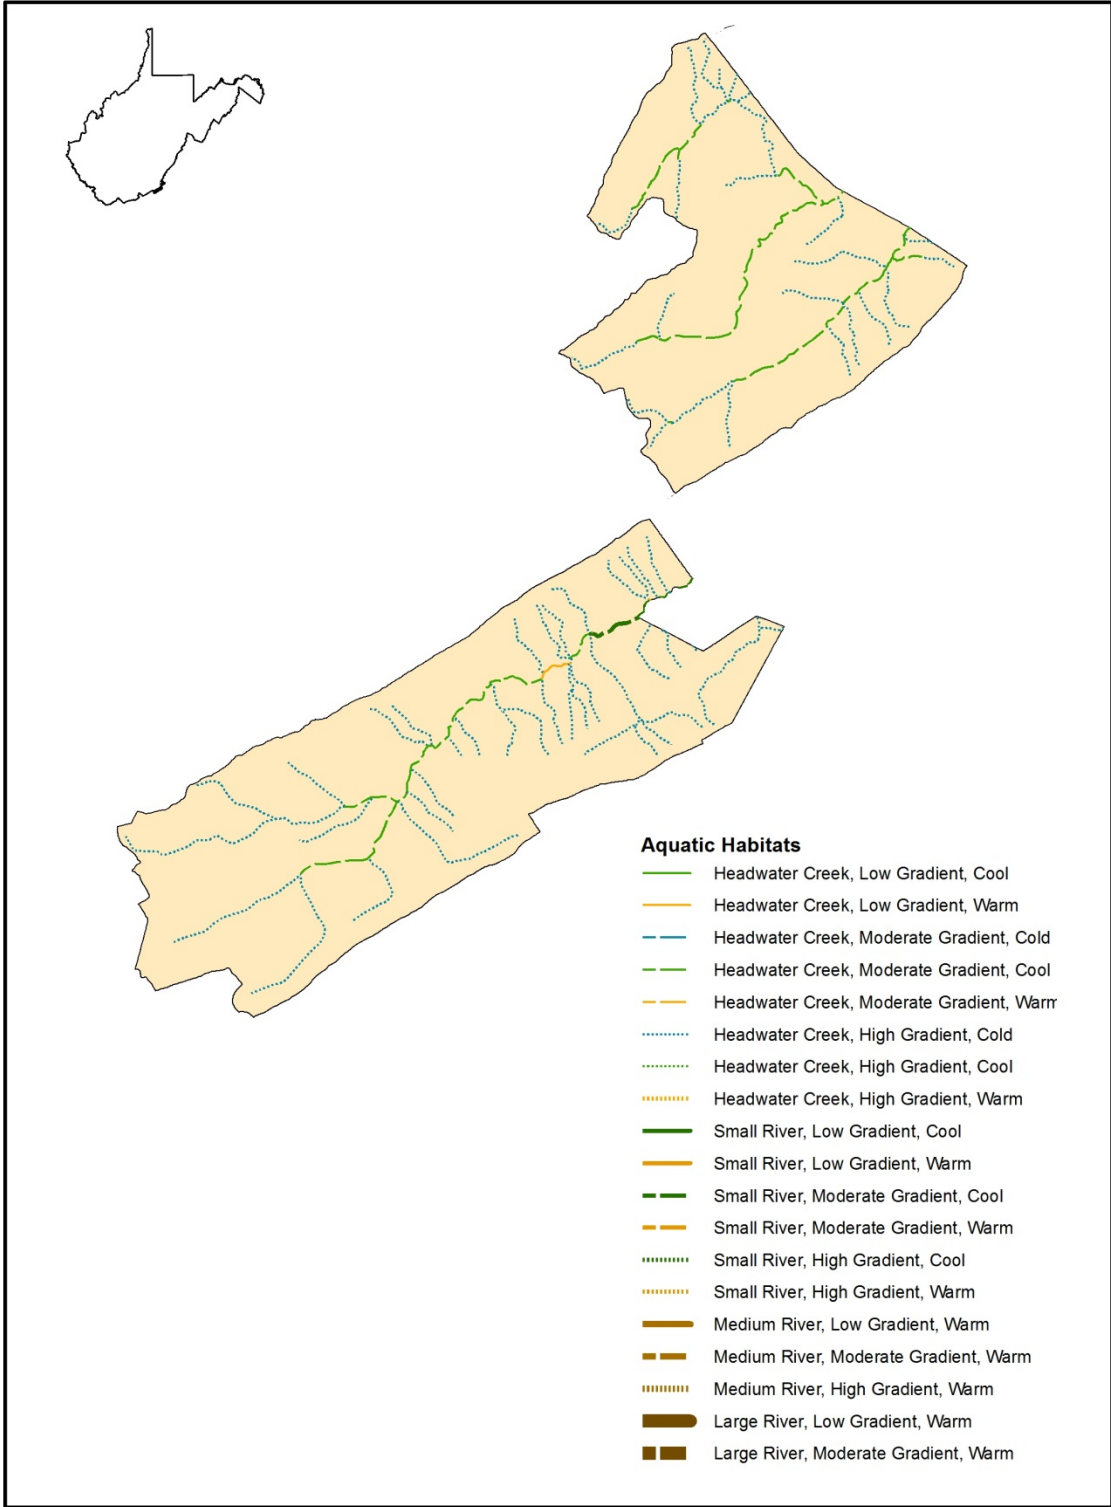 Aquatic Habitats
Headwater Creek, Low Gradient, Cool
Headwater Creek, Low Gradient, Warm
Headwater Creek, Moderate Gradient, Cold
Headwater Creek, Moderate Gradient, Cool
Headwater Creek, Moderate Gradient, Warm
Headwater Creek, High Gradient, Cold
Headwater Creek, High Gradient, Cool
Headwater Creek, High Gradient, Warm
Small River, Low Gradient, Cool
Small River, Low Gradient, Warm
Small River, Moderate Gradient, Cool
Small River, Moderate Gradient, Warm
Small River, High Gradient, Cool
Small River, High Gradient, Warm
Medium River, Low Gradient, Warm
Medium River, Moderate Gradient, Warm
Medium River, High Gradient, Warm
Large River, Low Gradient, Warm
Large River, Moderate Gradient, Warm